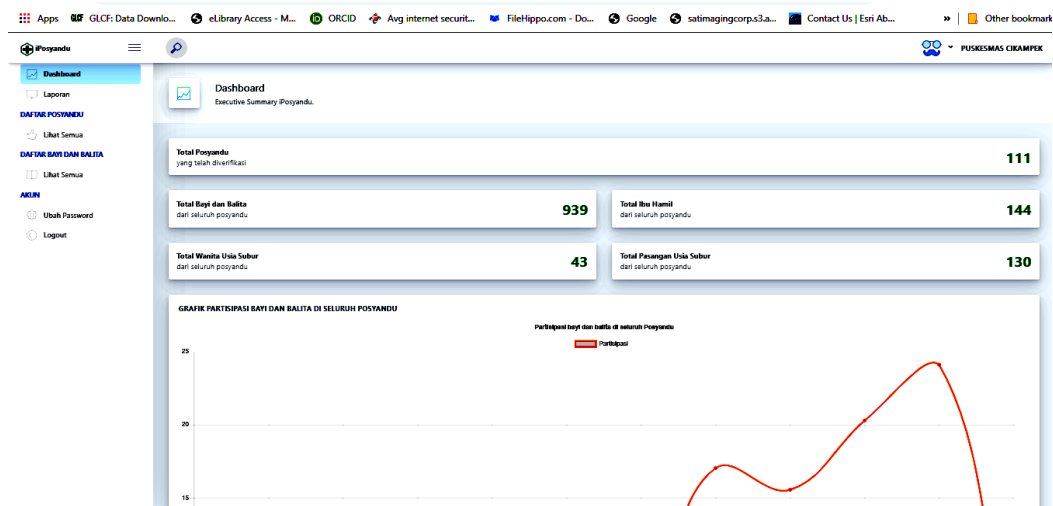 Apps GLCF: Data Downlo... eLibrary Access - M... ORCID Avg internet securit... FileHippo.com - Do... Google satimagingcorp.s3.a... Contact Us | Esri Ab... » Other bookmark
iPosyandu
PUSKESMAS CIKAMPEK
Dashboard
Laporan
DAFTAR POSYANDU
Lihat Semua
DAFTAR BAYI DAN BALITA
Lihat Semua
AKUN
Ubah Password
Logout
Dashboard
Executive Summary iPosyandu.
Total Posyandu
yang telah diverifikasi
111
Total Bayi dan Balita
dari seluruh posyandu
939
Total Ibu Hamil
dari seluruh posyandu
144
Total Wanita Usia Subur
dari seluruh posyandu
43
Total Pasangan Usia Subur
dari seluruh posyandu
130
GRAFIK PARTISIPASI BAYI DAN BALITA DI SELURUH POSYANDU
Partisipasi bayi dan balita di seluruh Posyandu
Partisipasi
25
20
15